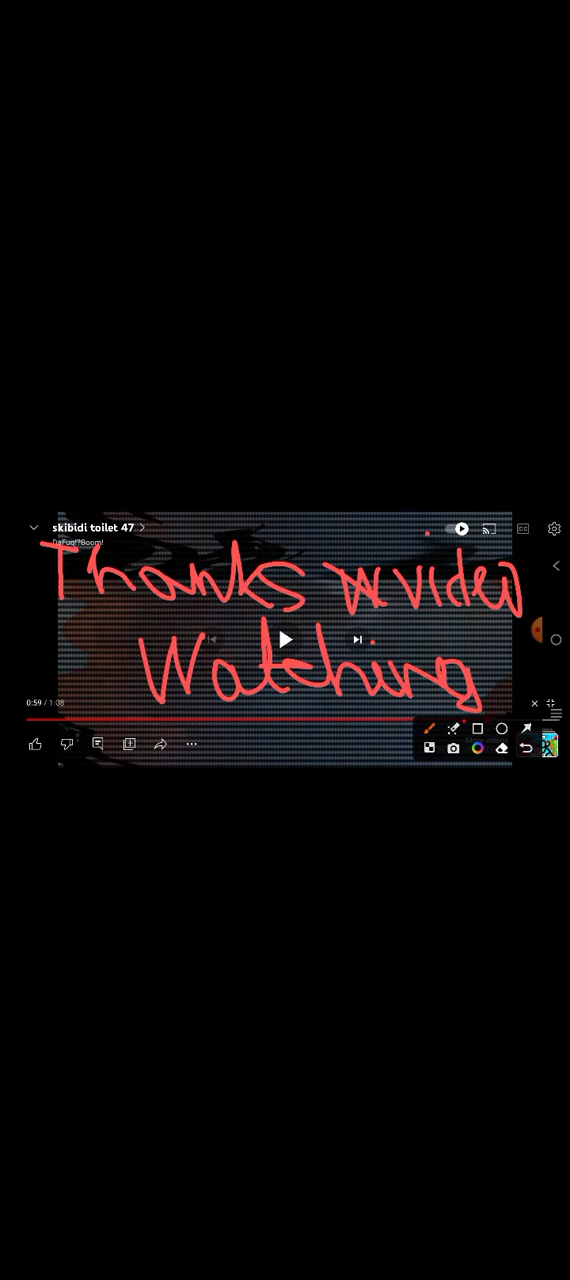 skibidi toilet 47
DaFuq!?Boom!
Thanks w video
Watching
0:59 / 1:08